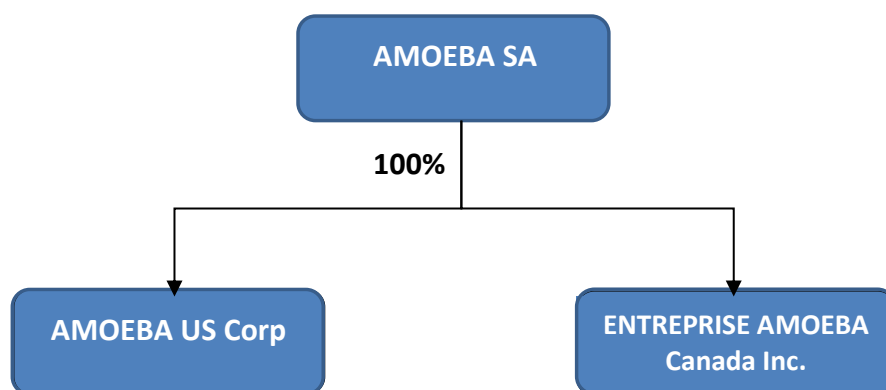 AMOEBA SA
100%
AMOEBA US Corp
ENTREPRISE AMOEBA
Canada Inc.